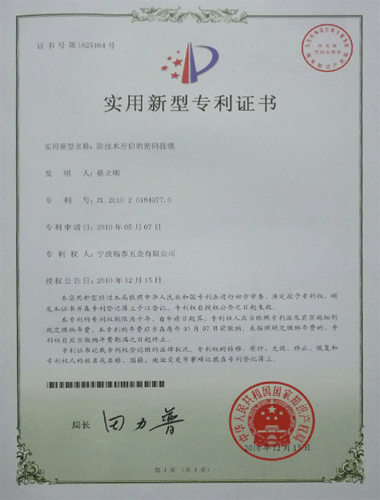 证书号第1625164号
实用新型专利证书
实用新型名称：防技术开启的密码挂锁
发明人：蔡立明
专利号：ZL 2010 2 0184977.0
专利申请日：2010年05月07日
专利权人：宁波裕泰五金有限公司
授权公告日：2010年12月15日
本实用新型经过本局依照中华人民共和国专利法进行初步审查，决定授予专利权，颁
发本证书并在专利登记簿上予以登记。专利权自授权公告之日起生效。
本专利的专利权期限为十年，自申请日起算。专利权人应当依照专利法及其实施细则
规定缴纳年费。本专利的年费应当在每年05月07日前缴纳。未按照规定缴纳年费的，专
利权自应当缴纳年费期满之日起终止。
专利证书记载专利权登记时的法律状况。专利权的转移、质押、无效、终止、恢复和
专利权人的姓名或名称、国籍、地址变更等事项记载在专利登记簿上。
局长
田力普
中华人民共和国国家知识产权局
2010年12月15日
第1页（共1页）